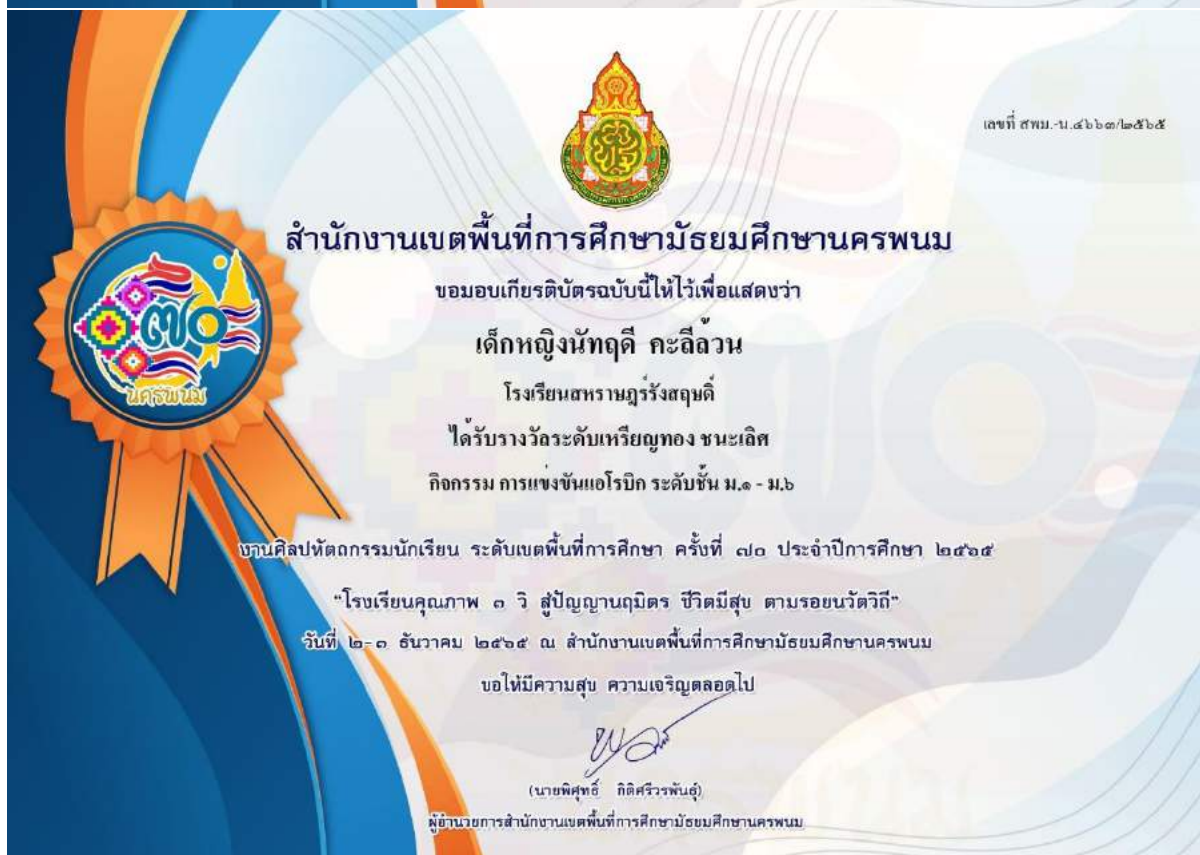 เลขที่ สพม.-น.๔๖๖๓/๒๕๖๕
สำนักงานเขตพื้นที่การศึกษามัธยมศึกษานครพนม
ขอมอบเกียรติบัตรฉบับนี้ให้ไว้เพื่อแสดงว่า
เด็กหญิงนัทฤดี คะลีล้วน
โรงเรียนสหราษฎร์รังสฤษดิ์
ได้รับรางวัลระดับเหรียญทอง ชนะเลิศ
กิจกรรม การแข่งขันแอโรบิก ระดับชั้น ม.๑ - ม.๖
๗๐
นครพนม
งานศิลปหัตถกรรมนักเรียน ระดับเขตพื้นที่การศึกษา ครั้งที่ ๗๐ ประจำปีการศึกษา ๒๕๖๕
"โรงเรียนคุณภาพ ๓ วิ สู่ปัญญานฤมิตร ชีวิตมีสุข ตามรอยนวัตวิถี"
วันที่ ๒-๓ ธันวาคม ๒๕๖๕ ณ สำนักงานเขตพื้นที่การศึกษามัธยมศึกษานครพนม
ขอให้มีความสุข ความเจริญตลอดไป
(นายพิศุทธิ์ กิติศรีวรพันธุ์)
ผู้อำนวยการสำนักงานเขตพื้นที่การศึกษามัธยมศึกษานครพนม